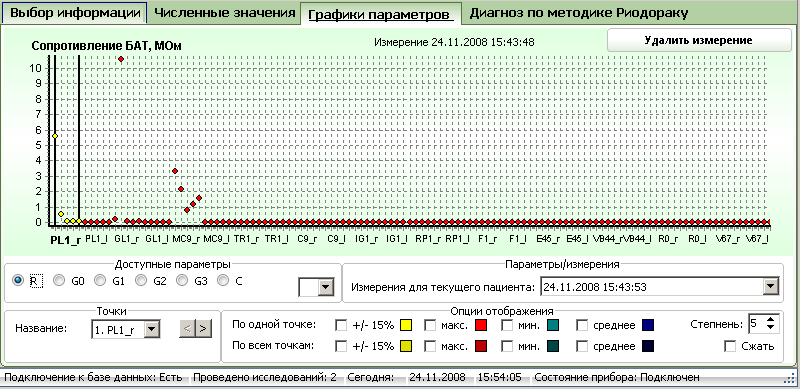 Выбор информации Численные значения Графики параметров Диагноз по методике Риодораку
Сопротивление БАТ, МОм Измерение 24.11.2008 15:43:48 Удалить измерение
10
9
8
7
6
5
4
3
2
1
0
PL1_r PL1_l GL1_r GL1_l MC9_r MC9_l TR1_r TR1_l C9_r C9_l IG1_r IG1_l RP1_r RP1_l F1_r F1_l E45_r E45_l VB44_r VB44_l R0_r R0_l V67_r V67_l
Доступные параметры
R G0 G1 G2 G3 C
Параметры/измерения
Измерения для текущего пациента: 24.11.2008 15:43:53
Точки
Название: 1. PL1_r < >
Опции отображения
По одной точке: +/- 15% макс. мин. среднее Степнень: 5
По всем точкам: +/- 15% макс. мин. среднее Сжать
Подключение к базе данных: Есть Проведено исследований: 2 Сегодня: 24.11.2008 15:54:05 Состояние прибора: Подключен